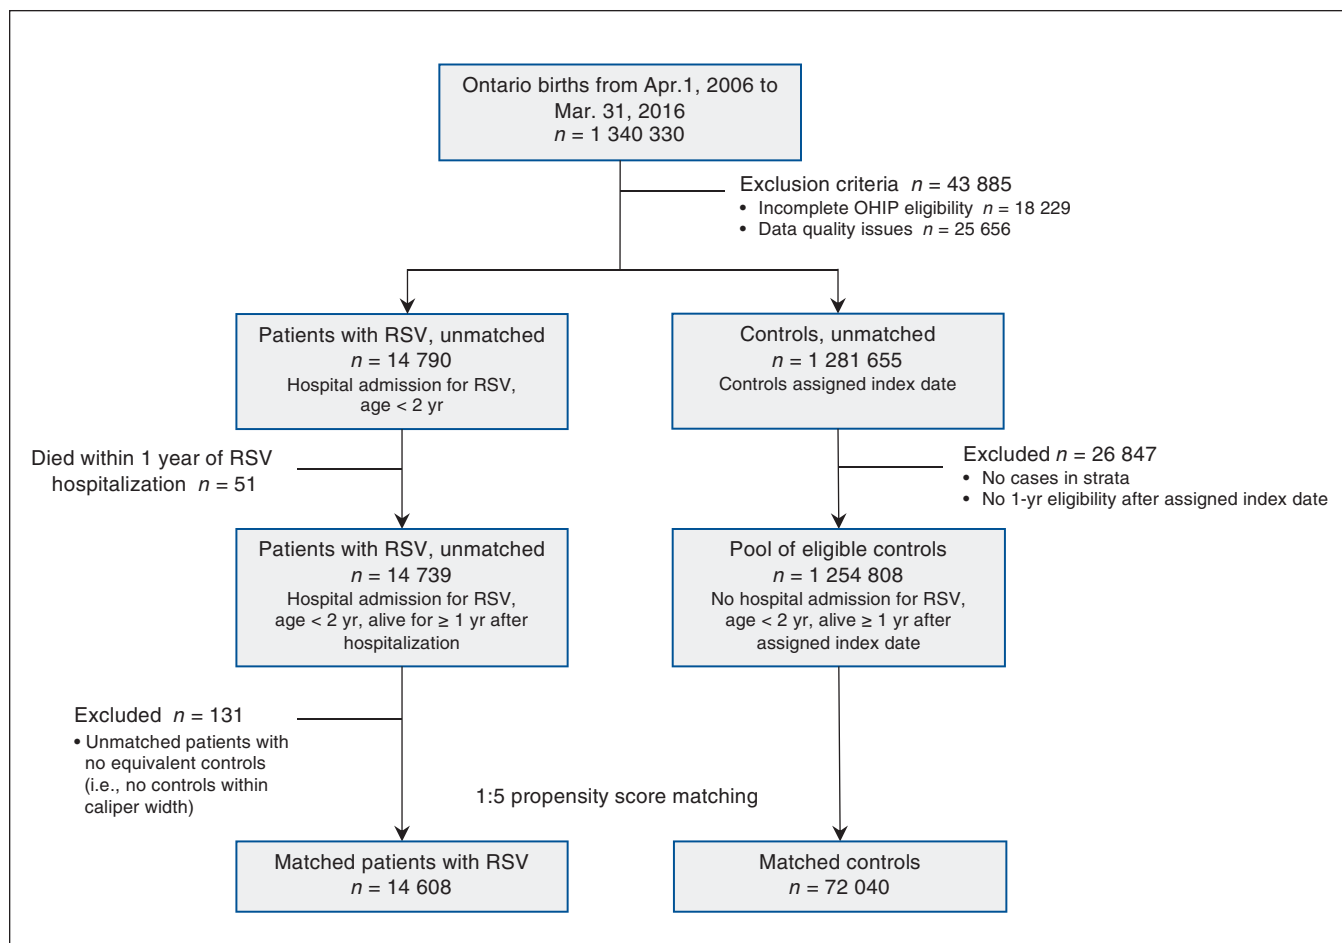 Ontario births from Apr.1, 2006 to
Mar. 31, 2016
n = 1 340 330
Exclusion criteria n = 43 885
• Incomplete OHIP eligibility n = 18 229
• Data quality issues n = 25 656
Patients with RSV, unmatched
n = 14 790
Hospital admission for RSV,
age < 2 yr
Controls, unmatched
n = 1 281 655
Controls assigned index date
Died within 1 year of RSV
hospitalization n = 51
Excluded n = 26 847
• No cases in strata
• No 1-yr eligibility after assigned index date
Patients with RSV, unmatched
n = 14 739
Hospital admission for RSV,
age < 2 yr, alive for ≥ 1 yr after
hospitalization
Pool of eligible controls
n = 1 254 808
No hospital admission for RSV,
age < 2 yr, alive ≥ 1 yr after
assigned index date
Excluded n = 131
• Unmatched patients with
no equivalent controls
(i.e., no controls within
caliper width)
1:5 propensity score matching
Matched patients with RSV
n = 14 608
Matched controls
n = 72 040